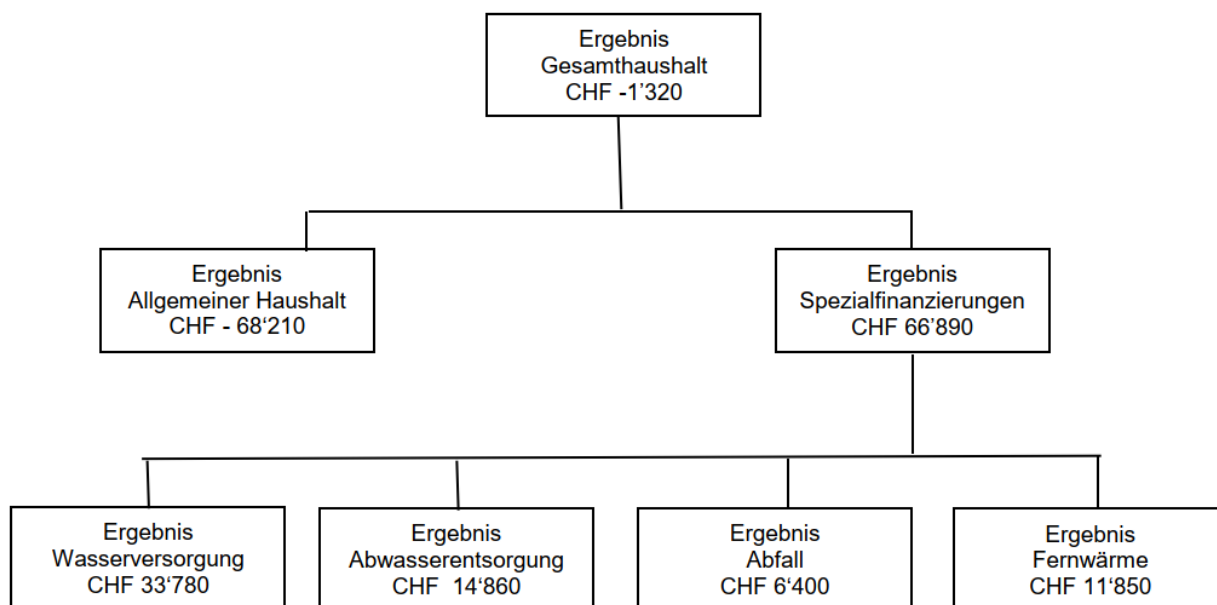 Ergebnis
Gesamthaushalt
CHF -1’320
Ergebnis
Allgemeiner Haushalt
CHF - 68‘210
Ergebnis
Spezialfinanzierungen
CHF 66’890
Ergebnis
Wasserversorgung
CHF 33‘780
Ergebnis
Abwasserentsorgung
CHF  14‘860
Ergebnis
Abfall
CHF 6‘400
Ergebnis
Fernwärme
CHF 11‘850